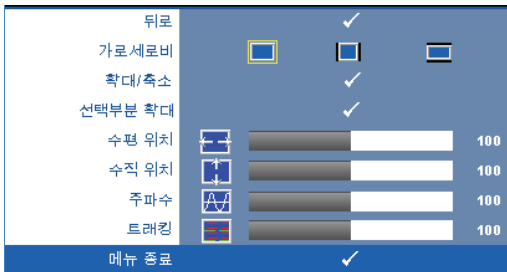 뒤로
가로세로비
확대/축소
선택부분 확대
수평 위치 100
수직 위치 100
주파수 100
트래킹 100
메뉴 종료